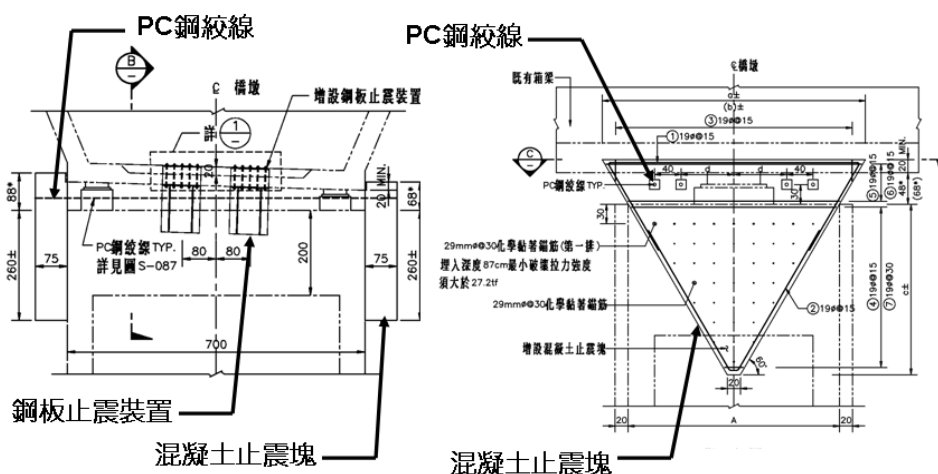 PC鋼絞線
B
—
℄ 橋墩
增設鋼板止震裝置
詳 1
—
20
88*
260±
75
PC鋼絞線TYP.
詳見圖S-087
80
80
200
20 MIN.
68*
260±
75
700
鋼板止震裝置
混凝土止震塊
PC鋼絞線
℄橋墩
既有箱梁
a±
(b)±
③19ø@15
①19ø@15
C
—
40
d
d
40
PC鋼絞線TYP.
30
30
⑤19ø@15
⑥19ø@15
20 MIN.
48*
(68*)
29mmø@30化學黏著錨筋(第一排)
埋入深度87cm最小破壞拉力強度
須大於27.2tf
29mmø@30化學黏著錨筋
②19ø@15
④19ø@15
⑦19ø@30
c±
增設混凝土止震塊
60°
20
20
A
20
混凝土止震塊